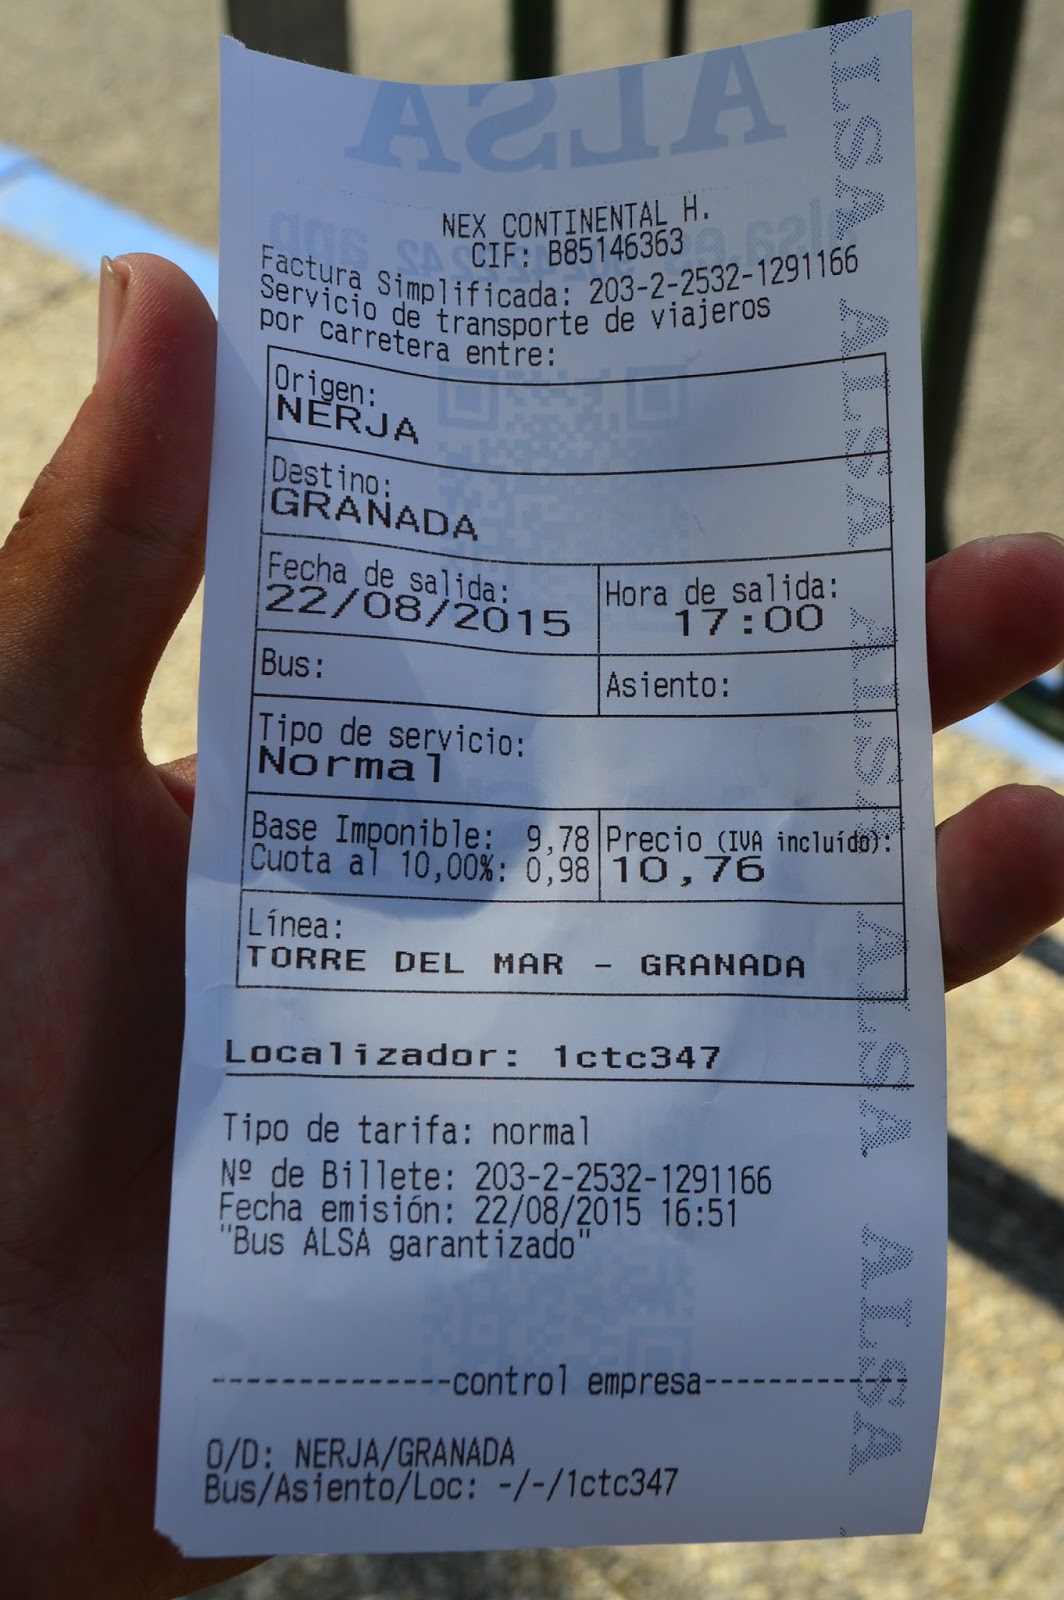 NEX CONTINENTAL H.
CIF: B85146363
Factura Simplificada: 203-2-2532-1291166
Servicio de transporte de viajeros
por carretera entre:
Origen:
NERJA
Destino:
GRANADA
Fecha de salida:
22/08/2015
Hora de salida:
17:00
Bus:
Asiento:
Tipo de servicio:
Normal
Base Imponible: 9,78
Cuota al 10,00%: 0,98
Precio (IVA incluído):
10,76
Línea:
TORRE DEL MAR - GRANADA
Localizador: 1ctc347
Tipo de tarifa: normal
Nº de Billete: 203-2-2532-1291166
Fecha emisión: 22/08/2015 16:51
"Bus ALSA garantizado"
--------------control empresa------------
O/D: NERJA/GRANADA
Bus/Asiento/Loc: -/-/1ctc347
ALSA
ALSA
ALSA
ALSA
ALSA
ALSA